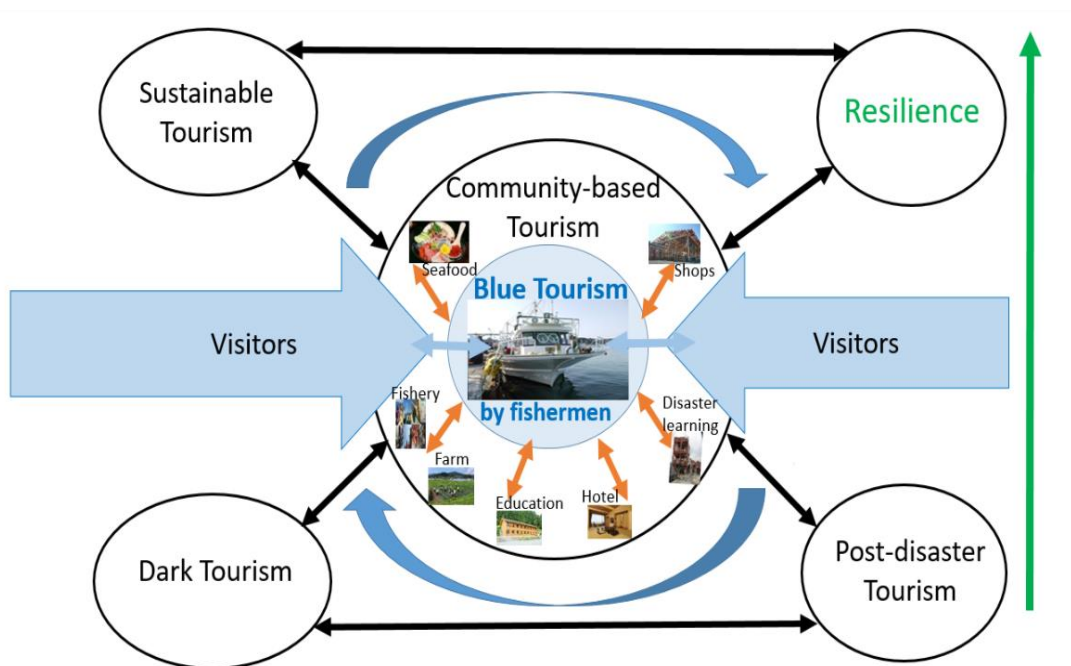 Sustainable
Tourism
Resilience
Community-based
Tourism
Seafood
Shops
Blue Tourism
Visitors
Visitors
by fishermen
Fishery
Disaster
learning
Farm
Education
Hotel
Dark Tourism
Post-disaster
Tourism